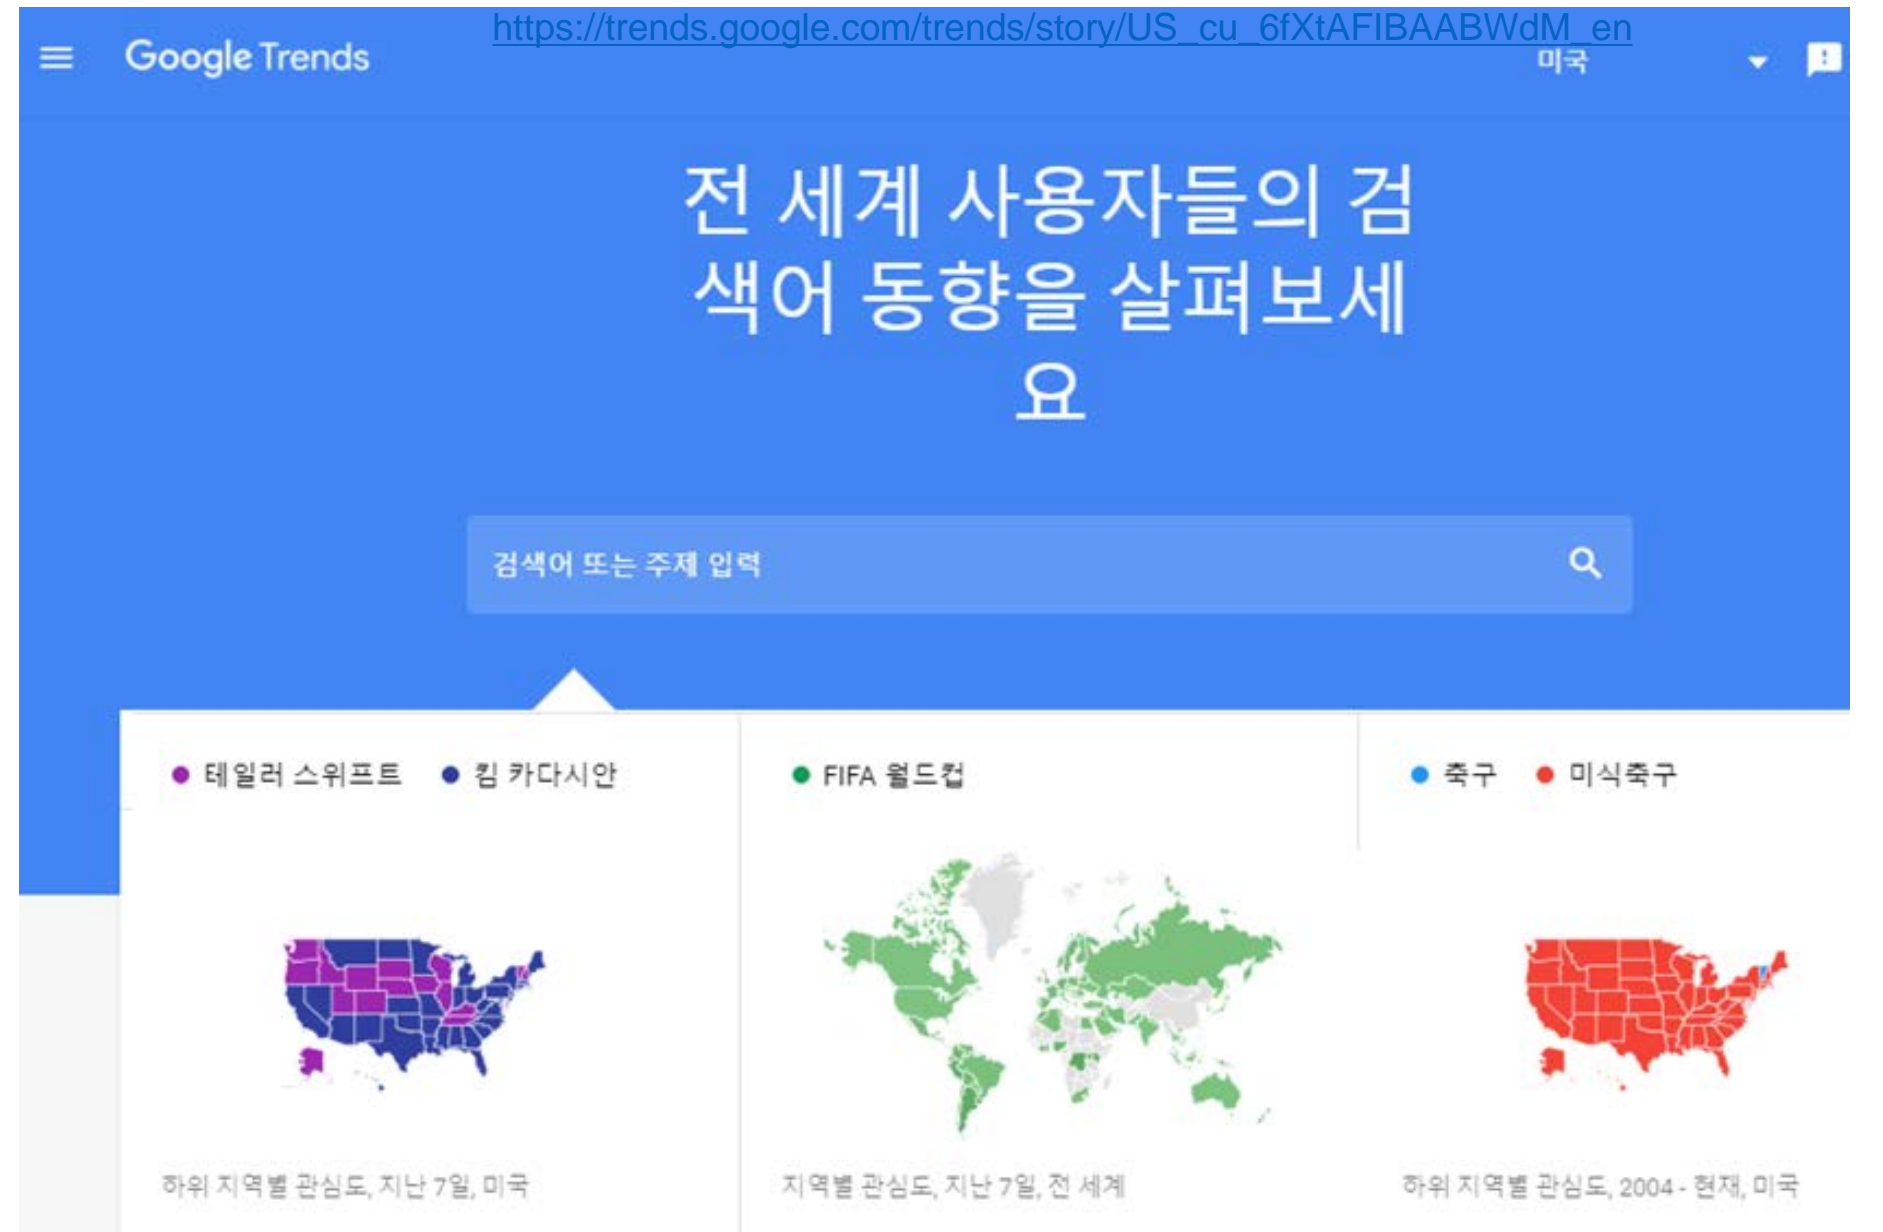 https://trends.google.com/trends/story/US_cu_6fXtAFIBAABWdM_en
Google Trends
미국
전 세계 사용자들의 검
색어 동향을 살펴보세
요
검색어 또는 주제 입력
테일러 스위프트 킴 카다시안
FIFA 월드컵
축구 미식축구
하위 지역별 관심도, 지난 7일, 미국
지역별 관심도, 지난 7일, 전 세계
하위 지역별 관심도, 2004 - 현재, 미국